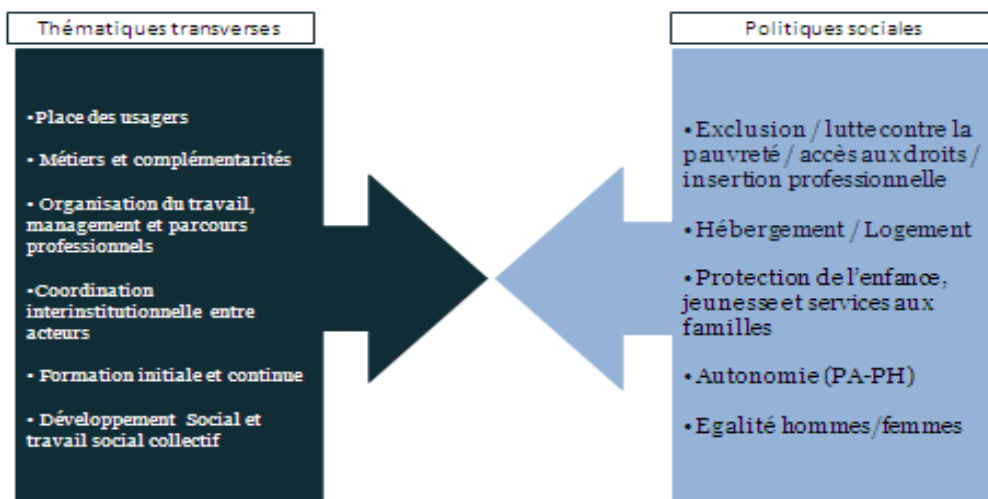 Thématiques transverses
•Place des usagers
• Métiers et complémentarités
• Organisation du travail,
management et parcours
professionnels
•Coordination
interinstitutionnelle entre
acteurs
• Formation initiale et continue
• Développement Social et
travail social collectif
Politiques sociales
• Exclusion / lutte contre la
pauvreté / accès aux droits /
insertion professionnelle
• Hébergement / Logement
• Protection de l'enfance,
jeunesse et services aux
familles
• Autonomie (PA-PH)
• Egalité hommes/femmes